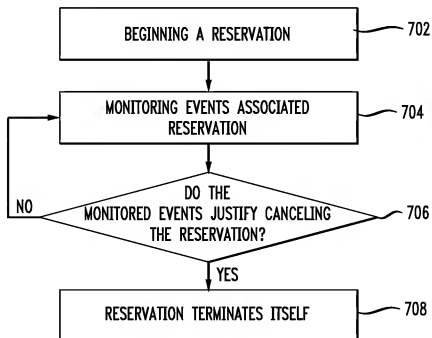 BEGINNING A RESERVATION
702
MONITORING EVENTS ASSOCIATED
RESERVATION
704
DO THE
MONITORED EVENTS JUSTIFY CANCELING
THE RESERVATION?
706
NO
YES
RESERVATION TERMINATES ITSELF
708